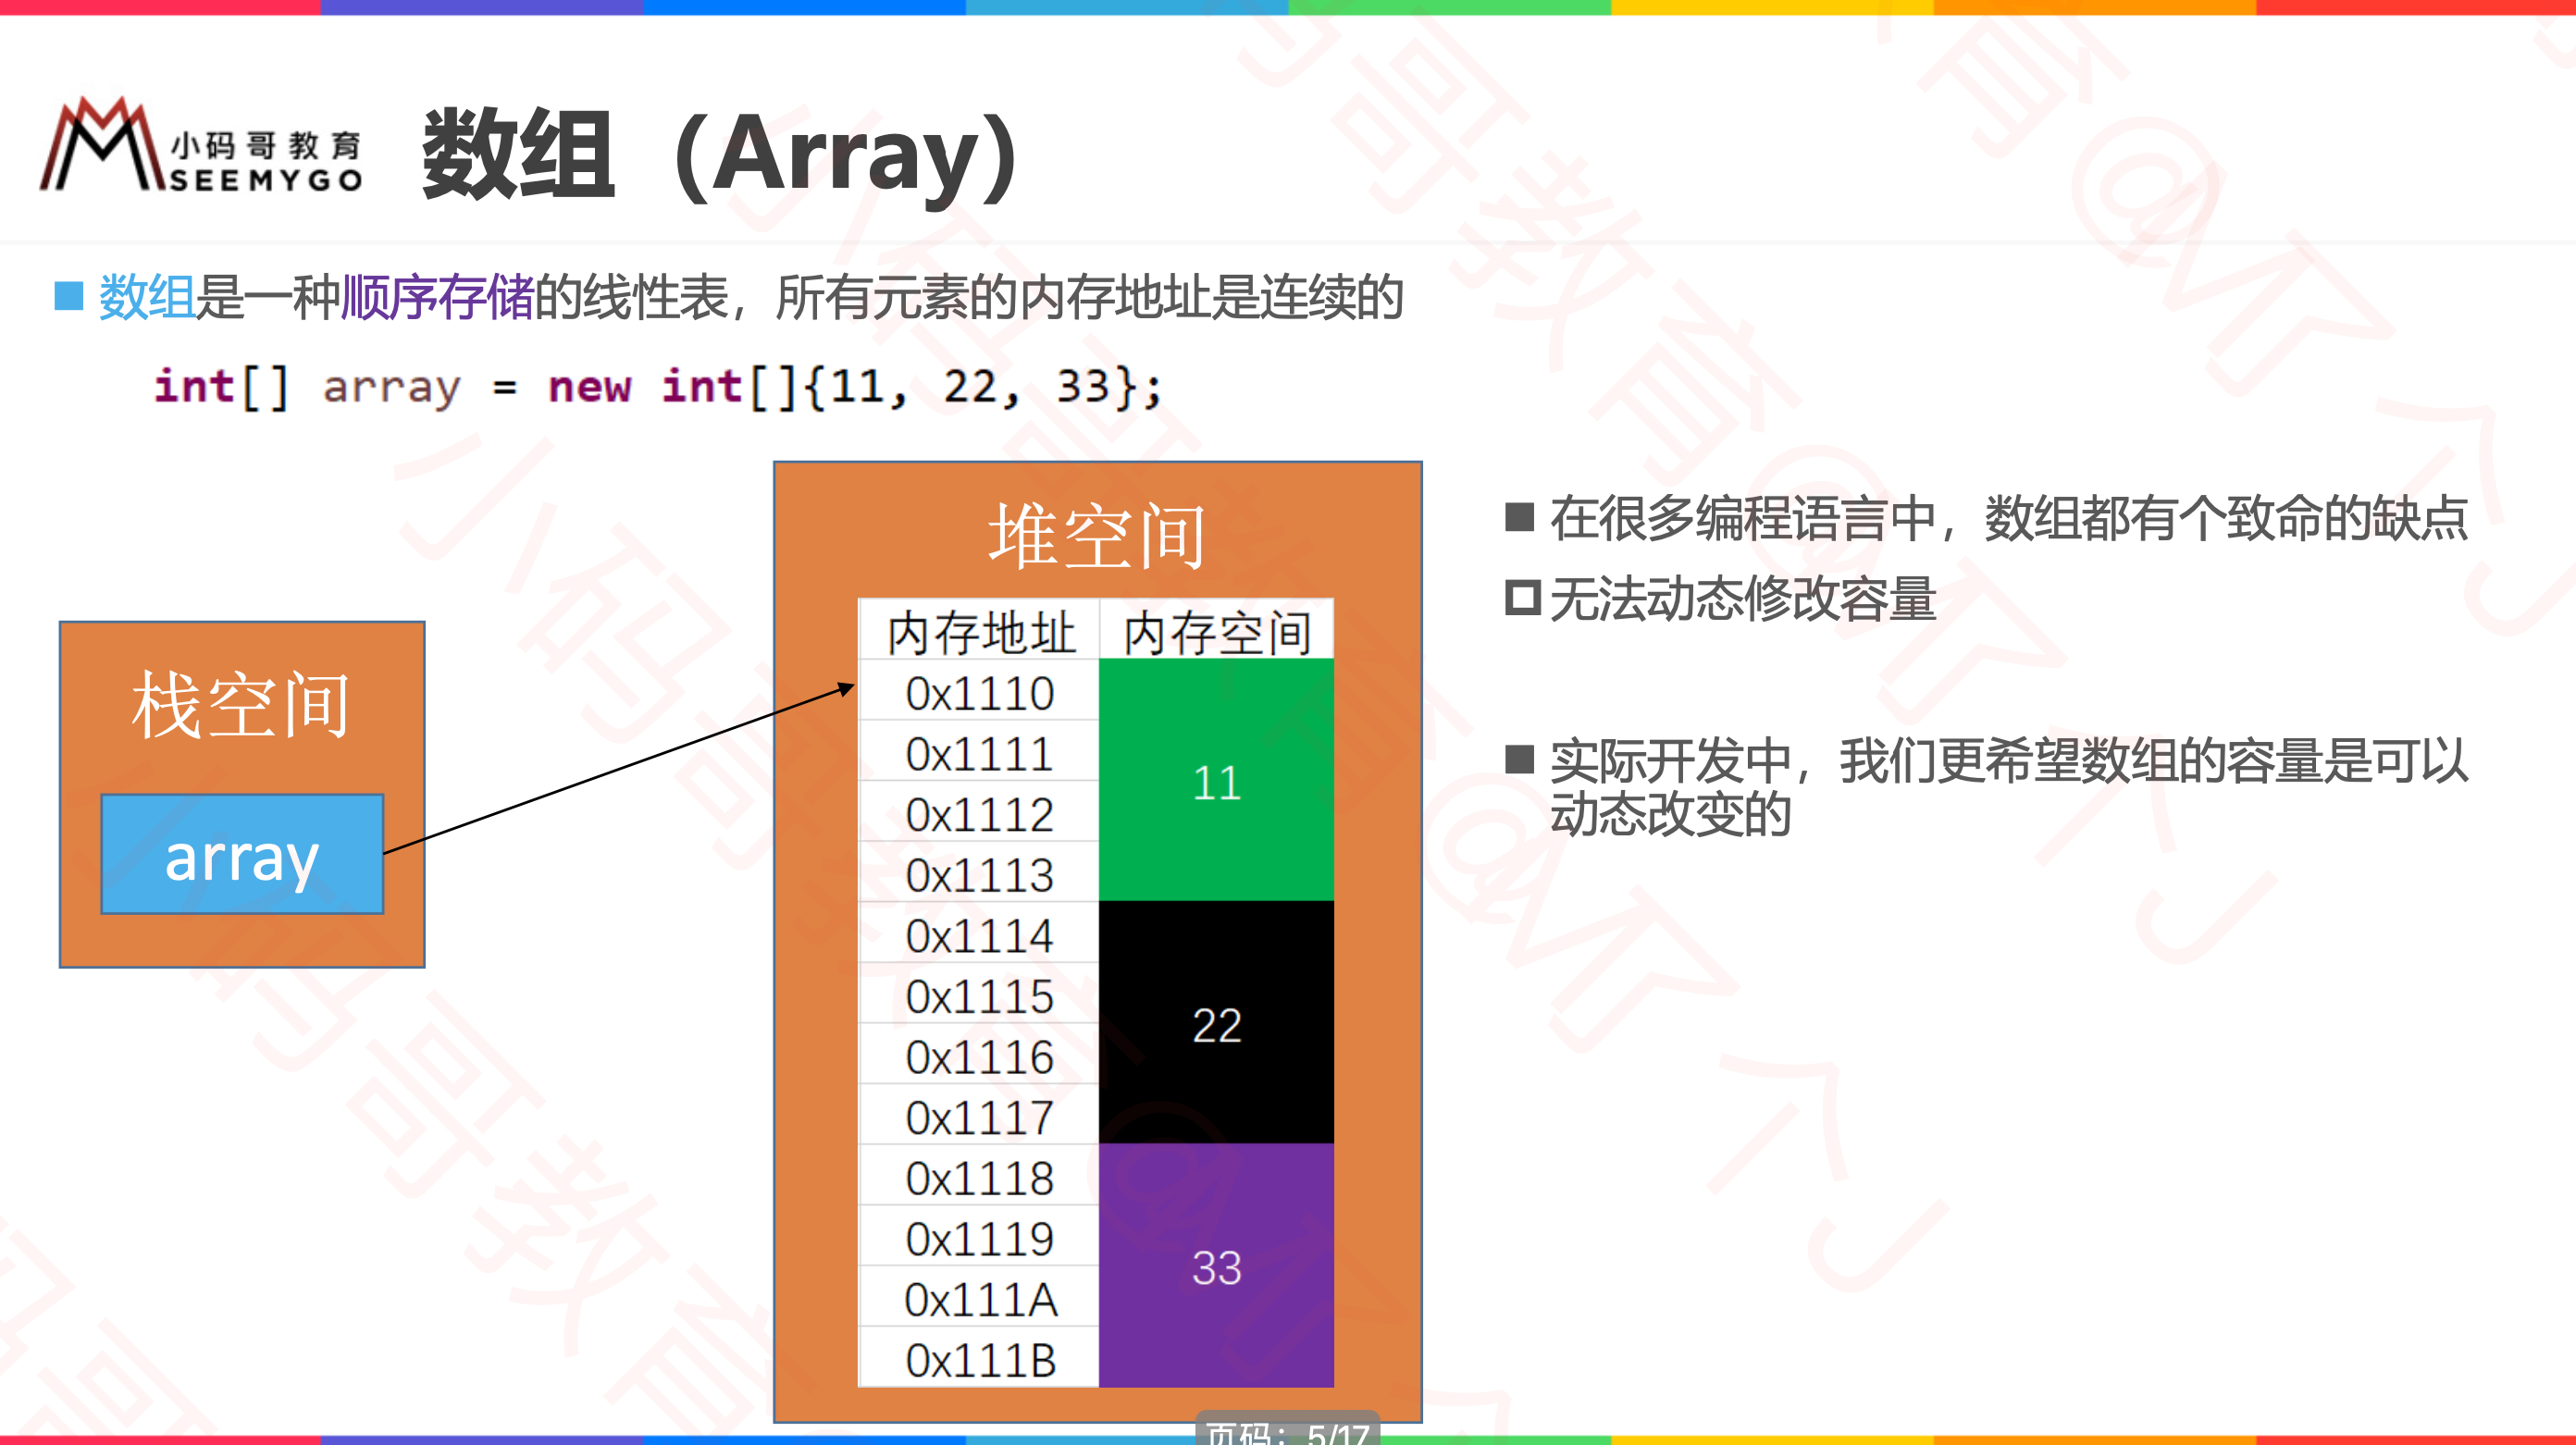 小码哥教育
SEEMYGO
数组（Array）
数组是一种顺序存储的线性表，所有元素的内存地址是连续的
int[] array = new int[]{11, 22, 33};
栈空间
array
堆空间
内存地址 内存空间
0x1110
0x1111
11
0x1112
0x1113
0x1114
0x1115
22
0x1116
0x1117
0x1118
0x1119
33
0x111A
0x111B
在很多编程语言中，数组都有个致命的缺点
无法动态修改容量
实际开发中，我们更希望数组的容量是可以
动态改变的
页码：5/17